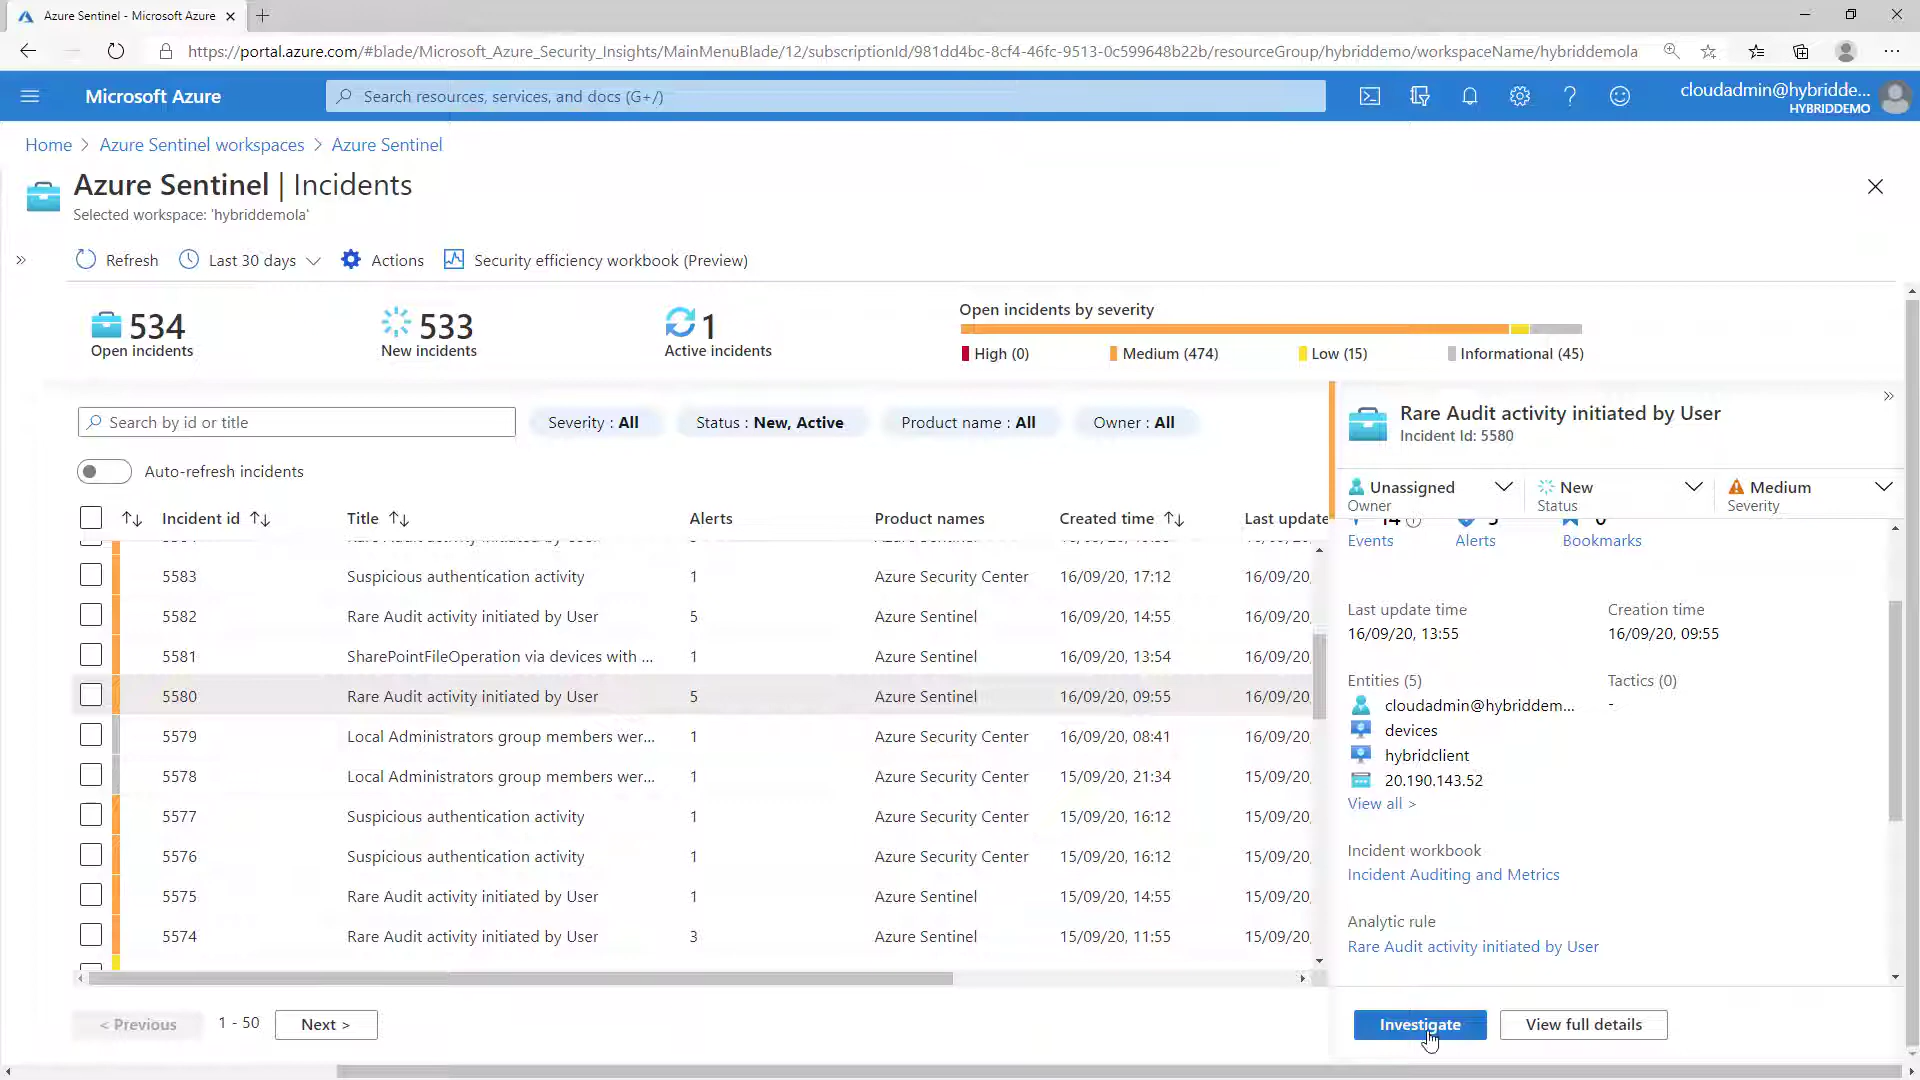 Azure Sentinel - Microsoft Azure
https://portal.azure.com/#blade/Microsoft_Azure_Security_Insights/MainMenuBlade/12/subscriptionId/981dd4bc-8cf4-46fc-9513-0c599648b22b/resourceGroup/hybriddemo/workspaceName/hybriddemola
Microsoft Azure
Search resources, services, and docs (G+/)
cloudadmin@hybridde...
HYBRIDDEMO
Home > Azure Sentinel workspaces > Azure Sentinel
Azure Sentinel | Incidents
Selected workspace: 'hybriddemola'
Refresh Last 30 days Actions Security efficiency workbook (Preview)
534
Open incidents
533
New incidents
1
Active incidents
Open incidents by severity
High (0) Medium (474) Low (15) Informational (45)
Search by id or title
Severity : All
Status : New, Active
Product name : All
Owner : All
Auto-refresh incidents
Incident id Title Alerts Product names Created time Last update
5583 Suspicious authentication activity 1 Azure Security Center 16/09/20, 17:12 16/09/20,
5582 Rare Audit activity initiated by User 5 Azure Sentinel 16/09/20, 14:55 16/09/20,
5581 SharePointFileOperation via devices with ... 1 Azure Sentinel 16/09/20, 13:54 16/09/20,
5580 Rare Audit activity initiated by User 5 Azure Sentinel 16/09/20, 09:55 16/09/20,
5579 Local Administrators group members wer... 1 Azure Security Center 16/09/20, 08:41 16/09/20,
5578 Local Administrators group members wer... 1 Azure Security Center 15/09/20, 21:34 15/09/20,
5577 Suspicious authentication activity 1 Azure Security Center 15/09/20, 16:12 15/09/20,
5576 Suspicious authentication activity 1 Azure Security Center 15/09/20, 16:12 15/09/20,
5575 Rare Audit activity initiated by User 1 Azure Sentinel 15/09/20, 14:55 15/09/20,
5574 Rare Audit activity initiated by User 3 Azure Sentinel 15/09/20, 11:55 15/09/20,
< Previous 1 - 50 Next >
Rare Audit activity initiated by User
Incident Id: 5580
Unassigned
Owner
New
Status
Medium
Severity
Events Alerts Bookmarks
Last update time
16/09/20, 13:55
Creation time
16/09/20, 09:55
Entities (5)
cloudadmin@hybriddem...
devices
hybridclient
20.190.143.52
View all >
Tactics (0)
-
Incident workbook
Incident Auditing and Metrics
Analytic rule
Rare Audit activity initiated by User
Investigate View full details